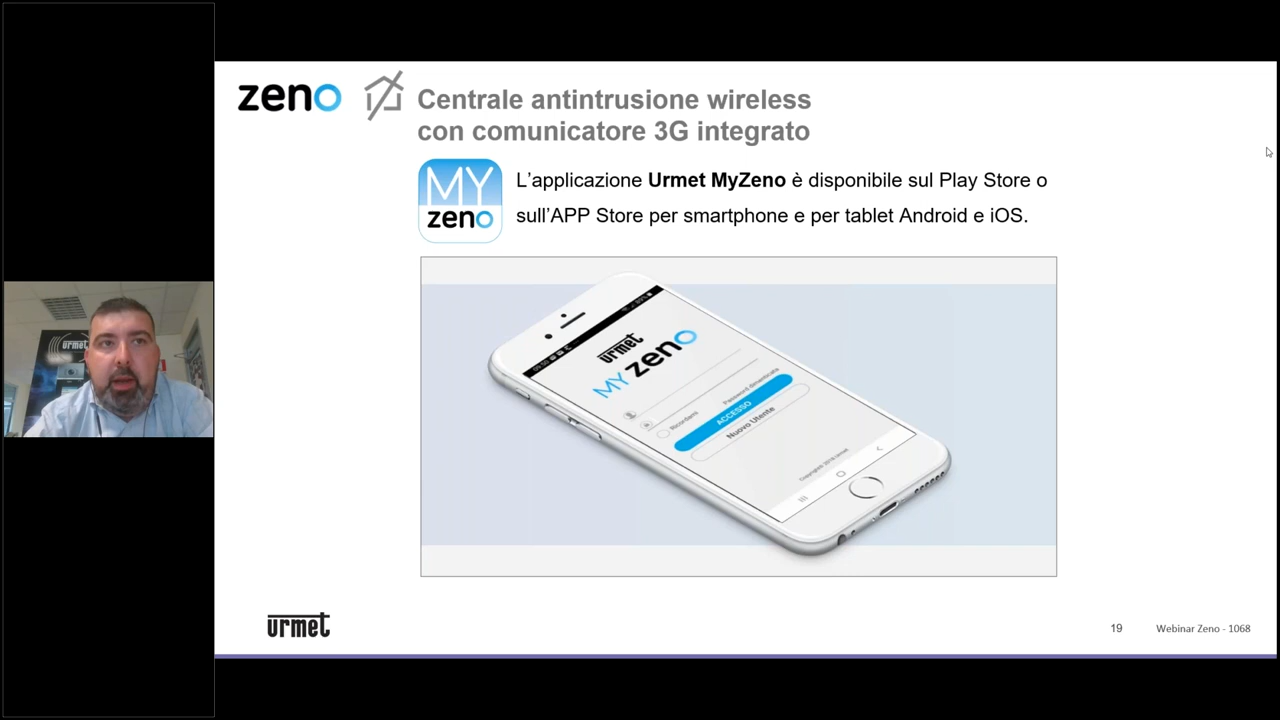 zeno
Centrale antintrusione wireless
con comunicatore 3G integrato
MY
zeno
L'applicazione Urmet MyZeno è disponibile sul Play Store o
sull'APP Store per smartphone e per tablet Android e iOS.
urmet
MY zeno
Ricordami
Password dimenticata
ACCESSO
Nuovo Utente
urmet
urmet
19
Webinar Zeno - 1068